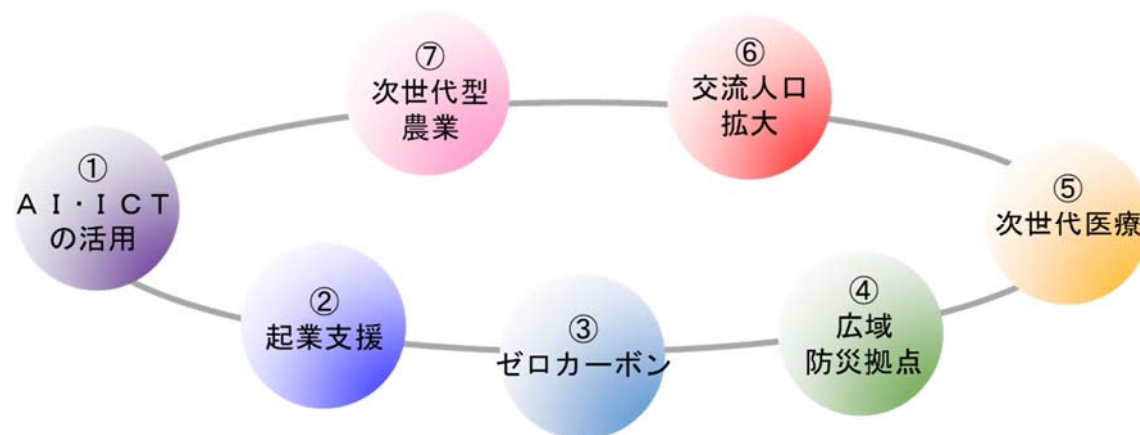 ①
ＡＩ・ＩＣＴ
の活用
②
起業支援
③
ゼロカーボン
④
広域
防災拠点
⑤
次世代医療
⑥
交流人口
拡大
⑦
次世代型
農業